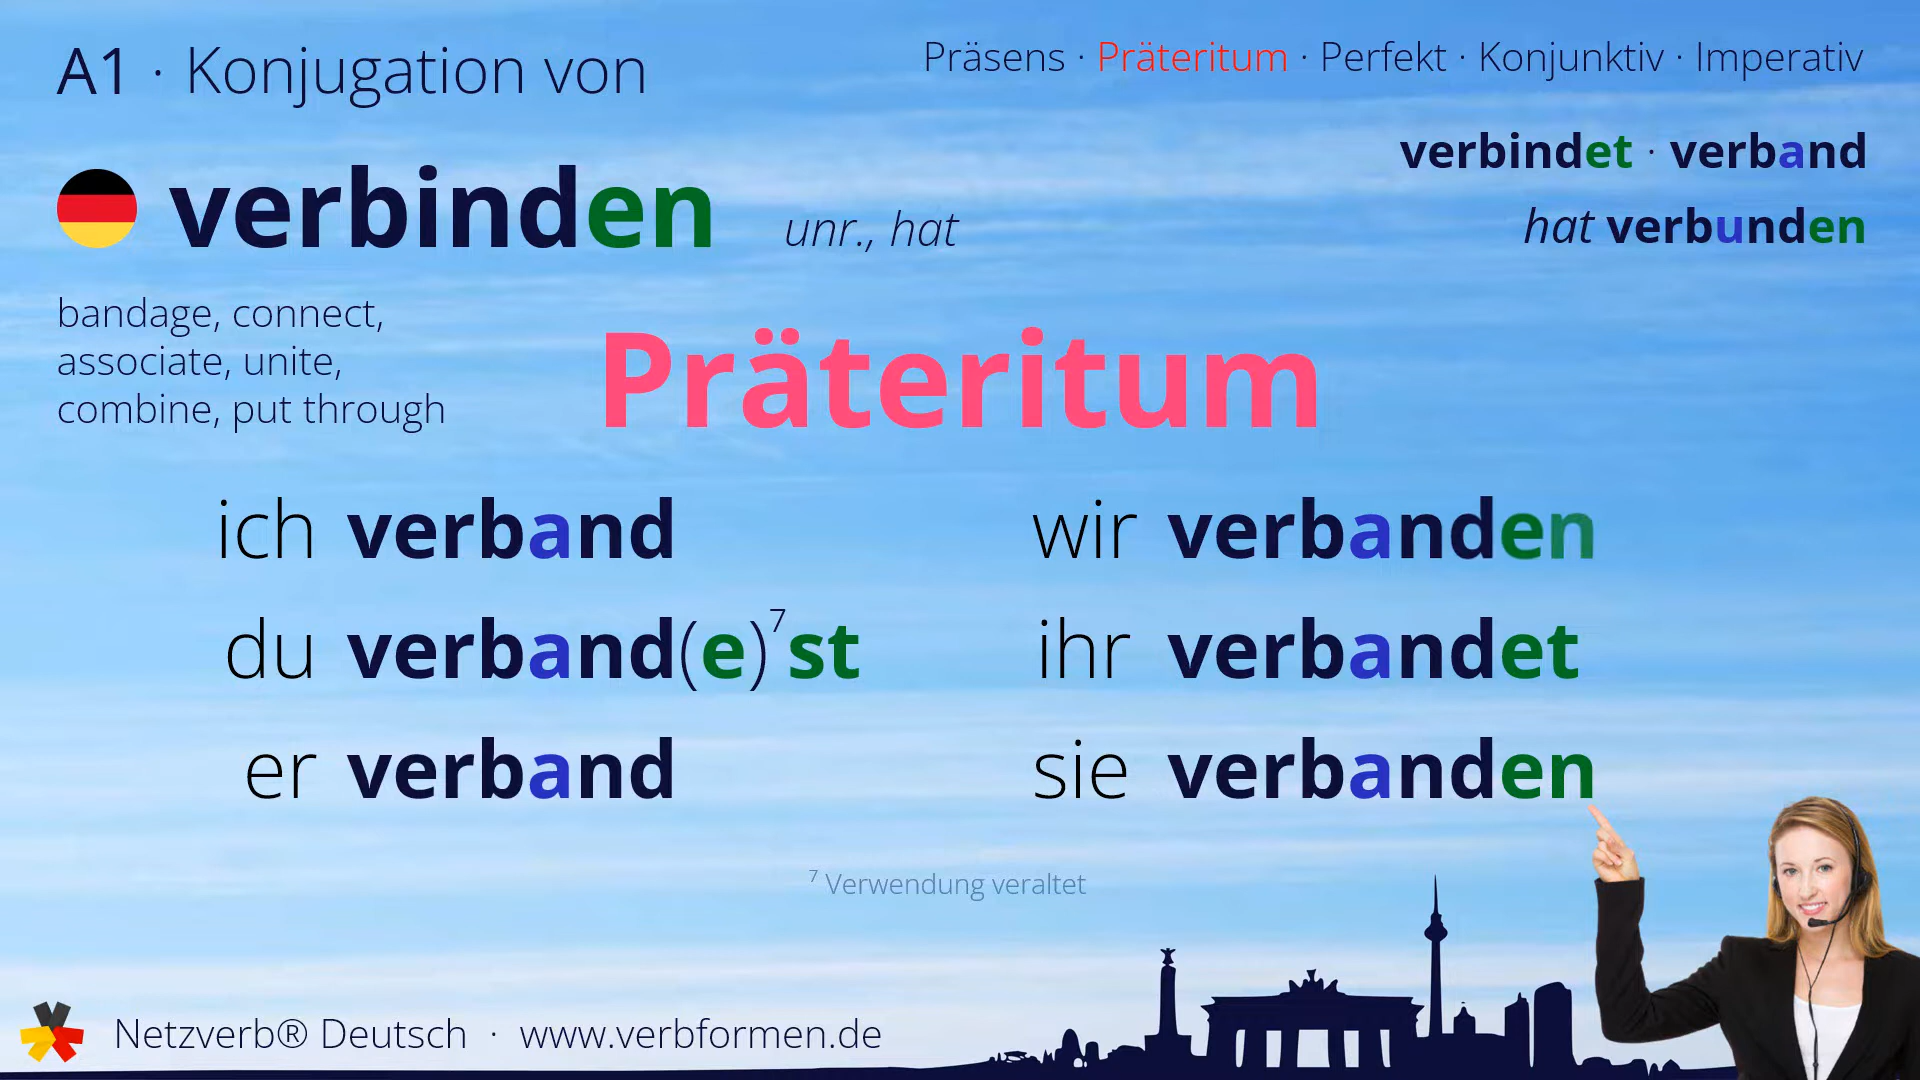 A1 · Konjugation von
Präsens · Präteritum · Perfekt · Konjunktiv · Imperativ
verbinden unr., hat
verbindet · verband
hat verbunden
bandage, connect,
associate, unite,
combine, put through
Präteritum
ich verband
du verband(e)⁷st
er verband
wir verbanden
ihr verbandet
sie verbanden
⁷ Verwendung veraltet
Netzverb® Deutsch · www.verbformen.de